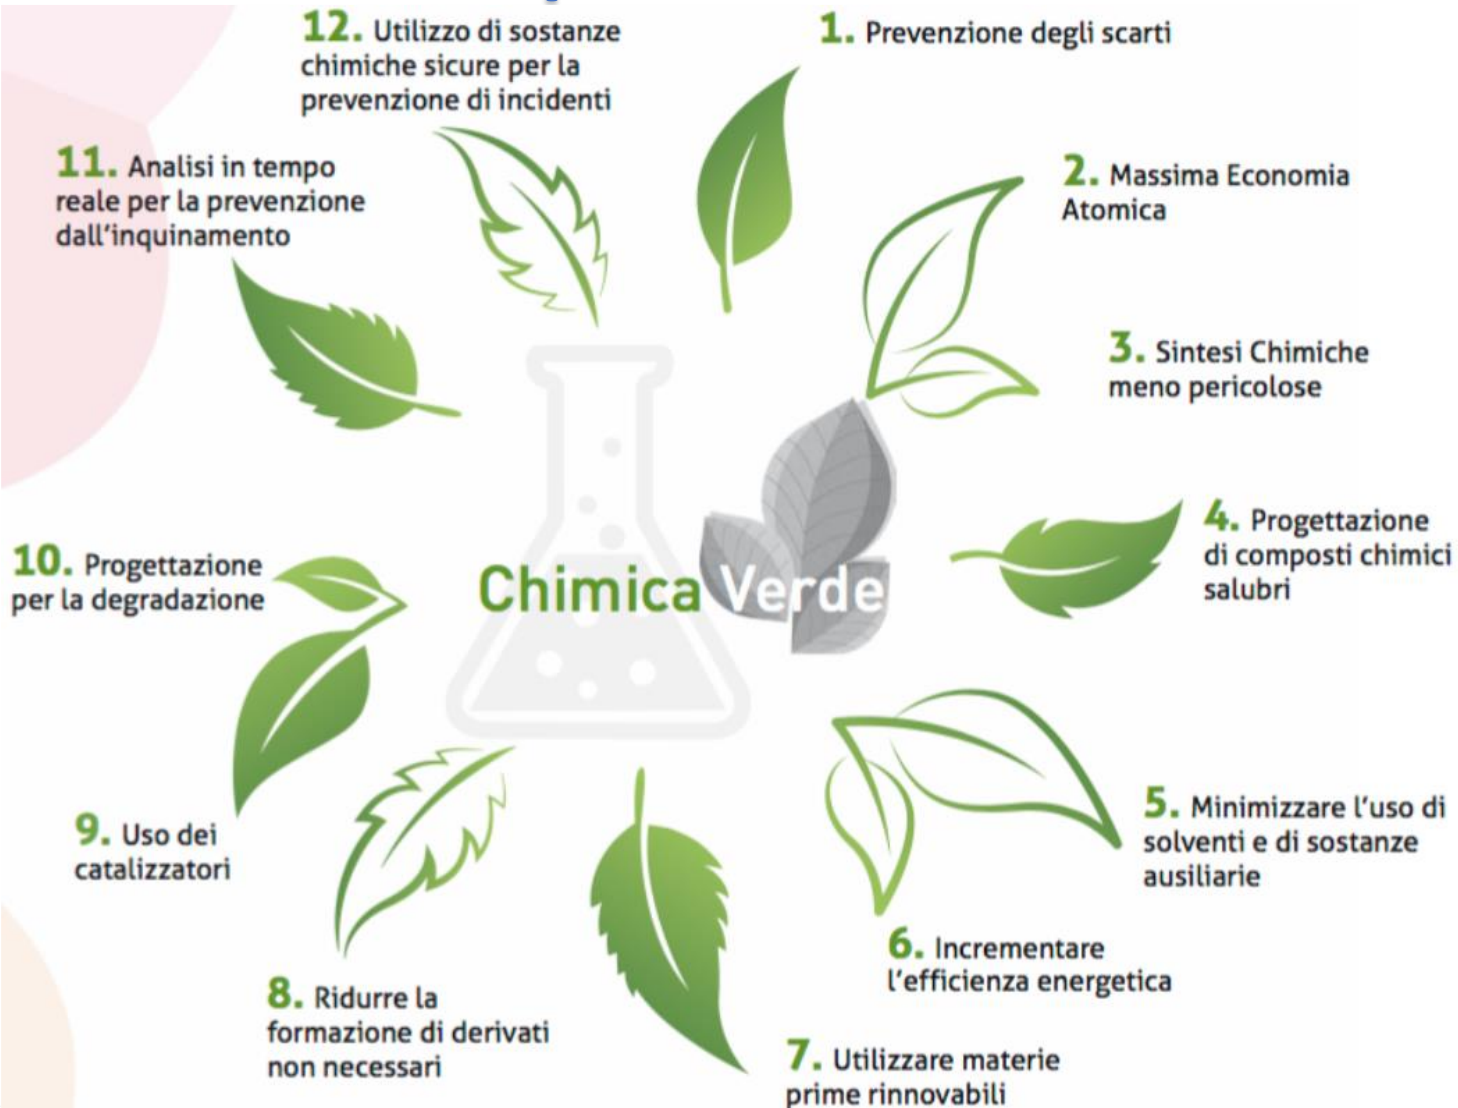 1. Prevenzione degli scarti
2. Massima Economia
Atomica
3. Sintesi Chimiche
meno pericolose
4. Progettazione
di composti chimici
salubri
5. Minimizzare l'uso di
solventi e di sostanze
ausiliarie
6. Incrementare
l'efficienza energetica
7. Utilizzare materie
prime rinnovabili
8. Ridurre la
formazione di derivati
non necessari
9. Uso dei
catalizzatori
10. Progettazione
per la degradazione
11. Analisi in tempo
reale per la prevenzione
dall'inquinamento
12. Utilizzo di sostanze
chimiche sicure per la
prevenzione di incidenti
Chimica Verde